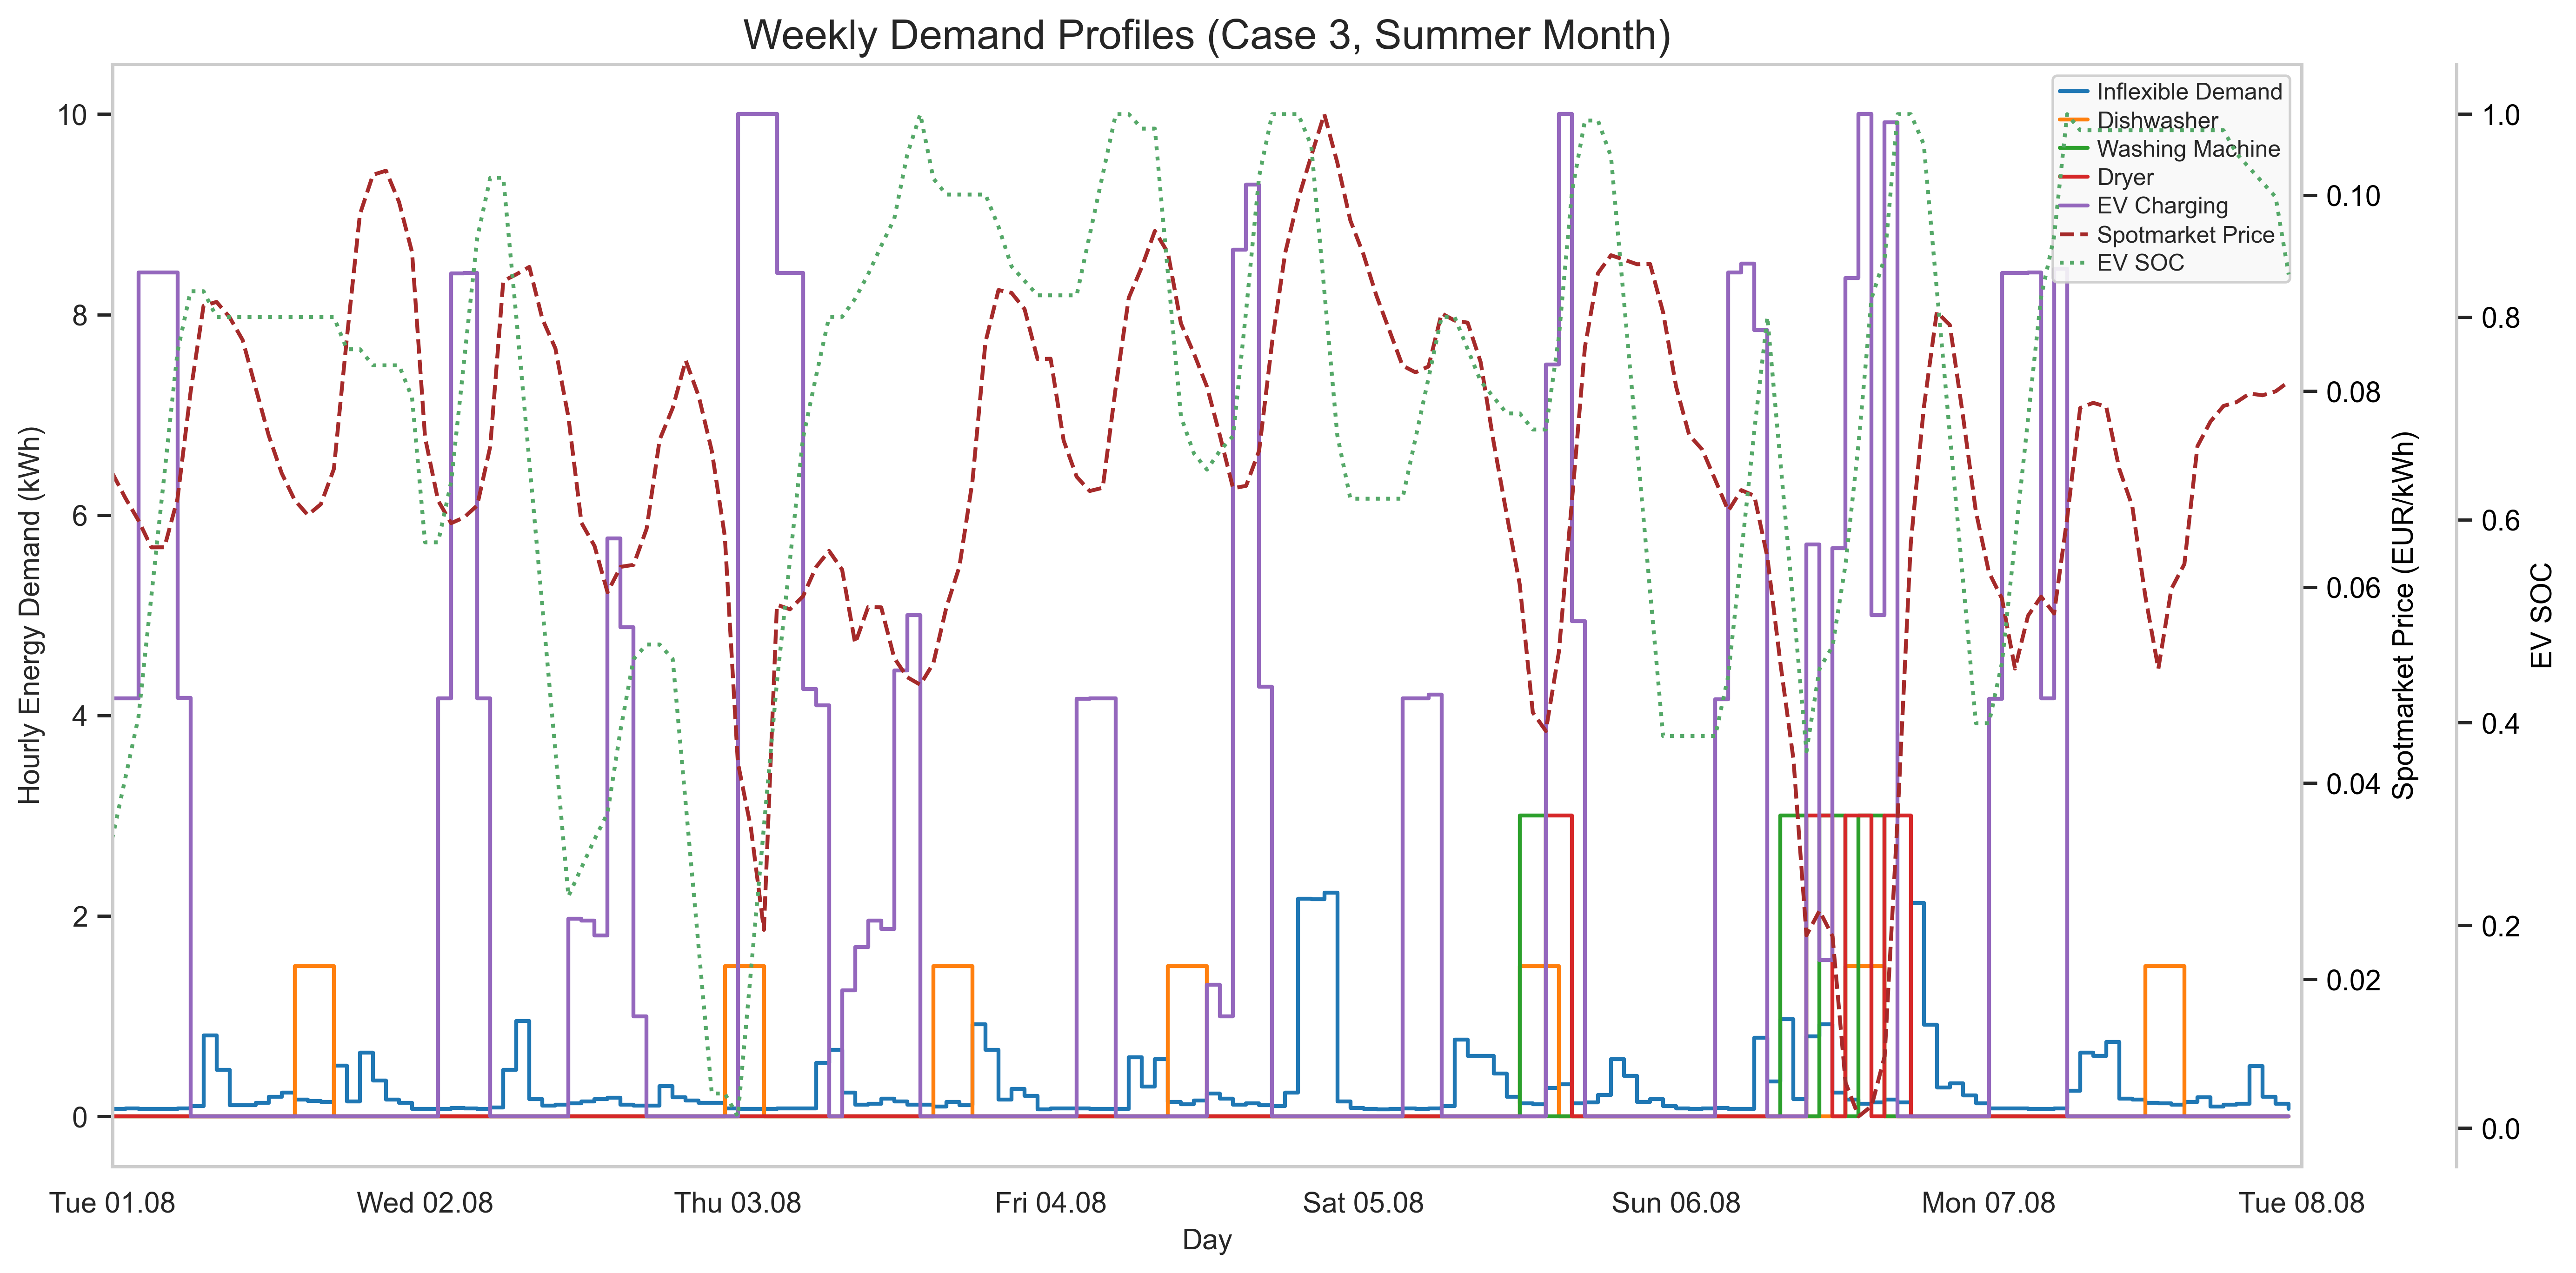 Weekly Demand Profiles (Case 3, Summer Month)
Hourly Energy Demand (kWh)
10
8
6
4
2
0
Inflexible Demand
Dishwasher
Washing Machine
Dryer
EV Charging
Spotmarket Price
EV SOC
0.10
0.08
0.06
0.04
0.02
Spotmarket Price (EUR/kWh)
1.0
0.8
0.6
0.4
0.2
0.0
EV SOC
Tue 01.08 Wed 02.08 Thu 03.08 Fri 04.08 Sat 05.08 Sun 06.08 Mon 07.08 Tue 08.08
Day